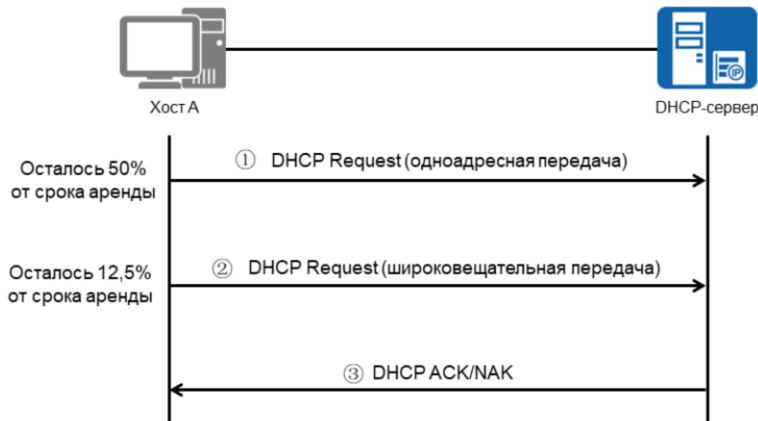 IP
Хост А
DHCP-сервер
Осталось 50%
от срока аренды
① DHCP Request (одноадресная передача)
Осталось 12,5%
от срока аренды
② DHCP Request (широковещательная передача)
③ DHCP ACK/NAK